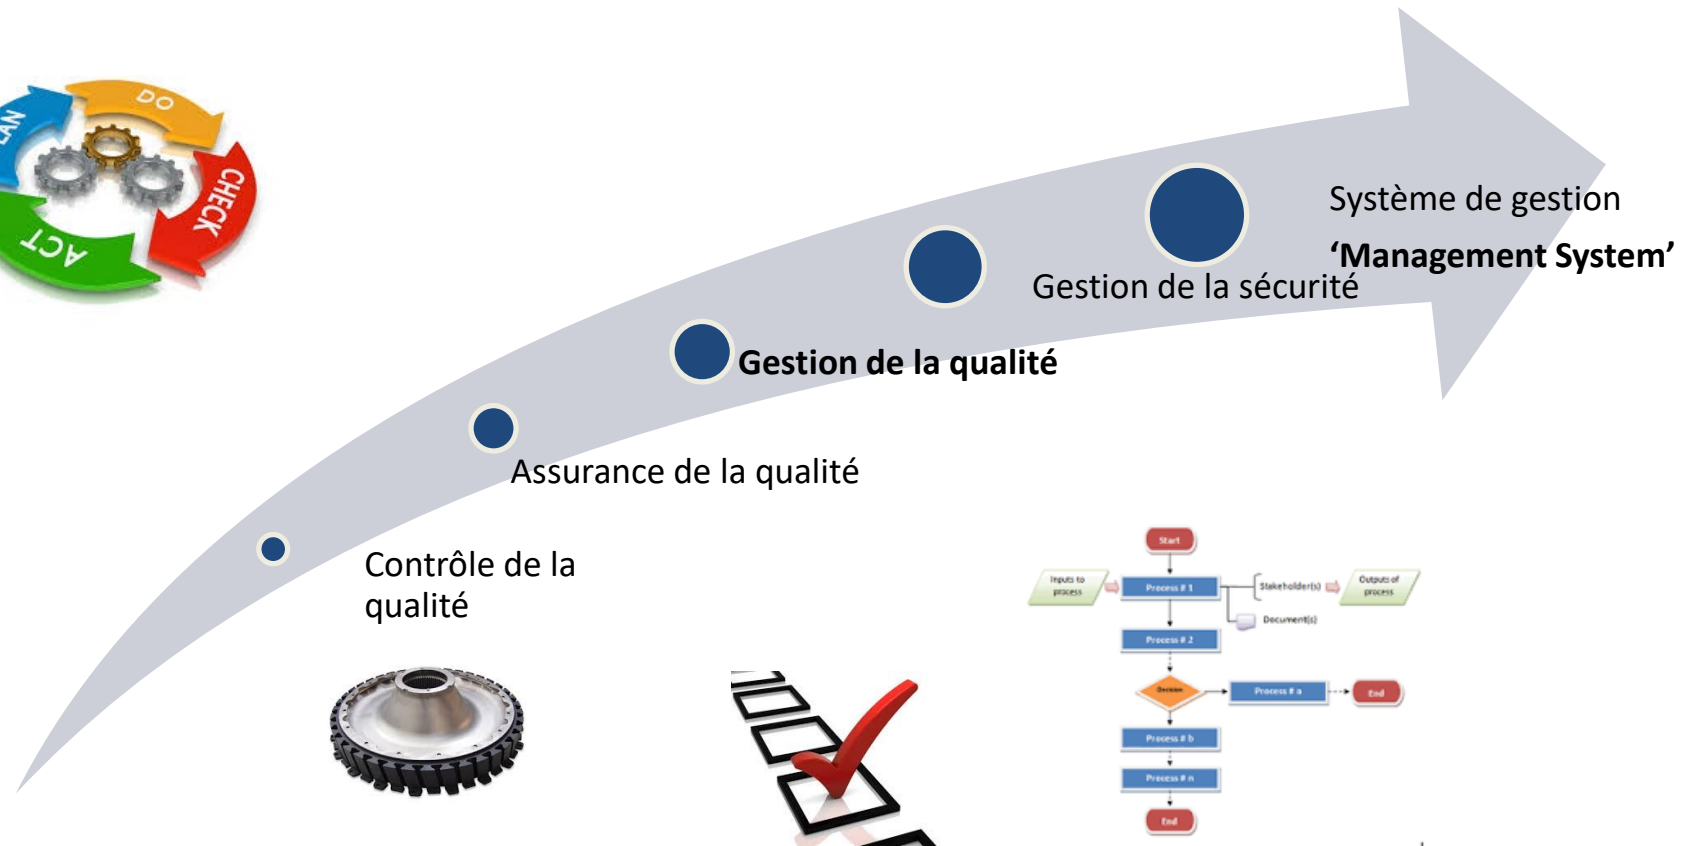 DO
CHECK
ACT
Système de gestion
‘Management System’
Gestion de la sécurité
Gestion de la qualité
Assurance de la qualité
Contrôle de la
qualité
Start
Inputs to
process
Process # 1
Stakeholder(s)
Outputs of
process
Document(s)
Process # 2
Decision
Process # a
End
Process # b
Process # n
End